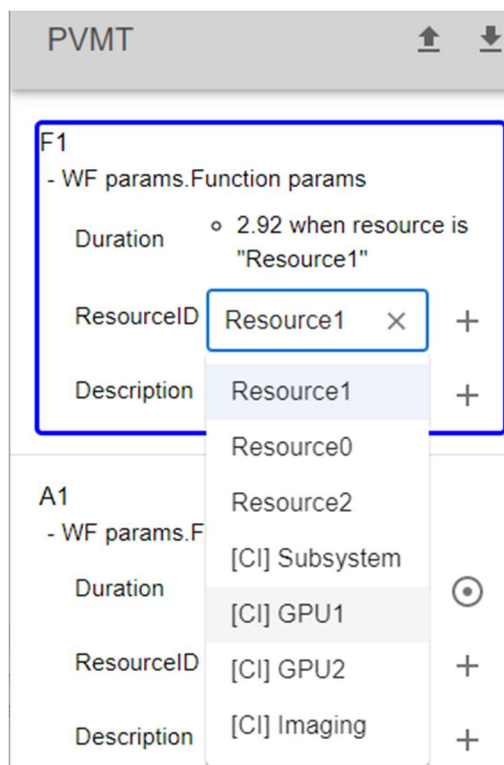 PVMT
F1
- WF params.Function params
Duration
2.92 when resource is
"Resource1"
ResourceID
Resource1
Description
Resource1
Resource0
Resource2
[CI] Subsystem
[CI] GPU1
[CI] GPU2
[CI] Imaging
A1
- WF params.F
Duration
ResourceID
Description